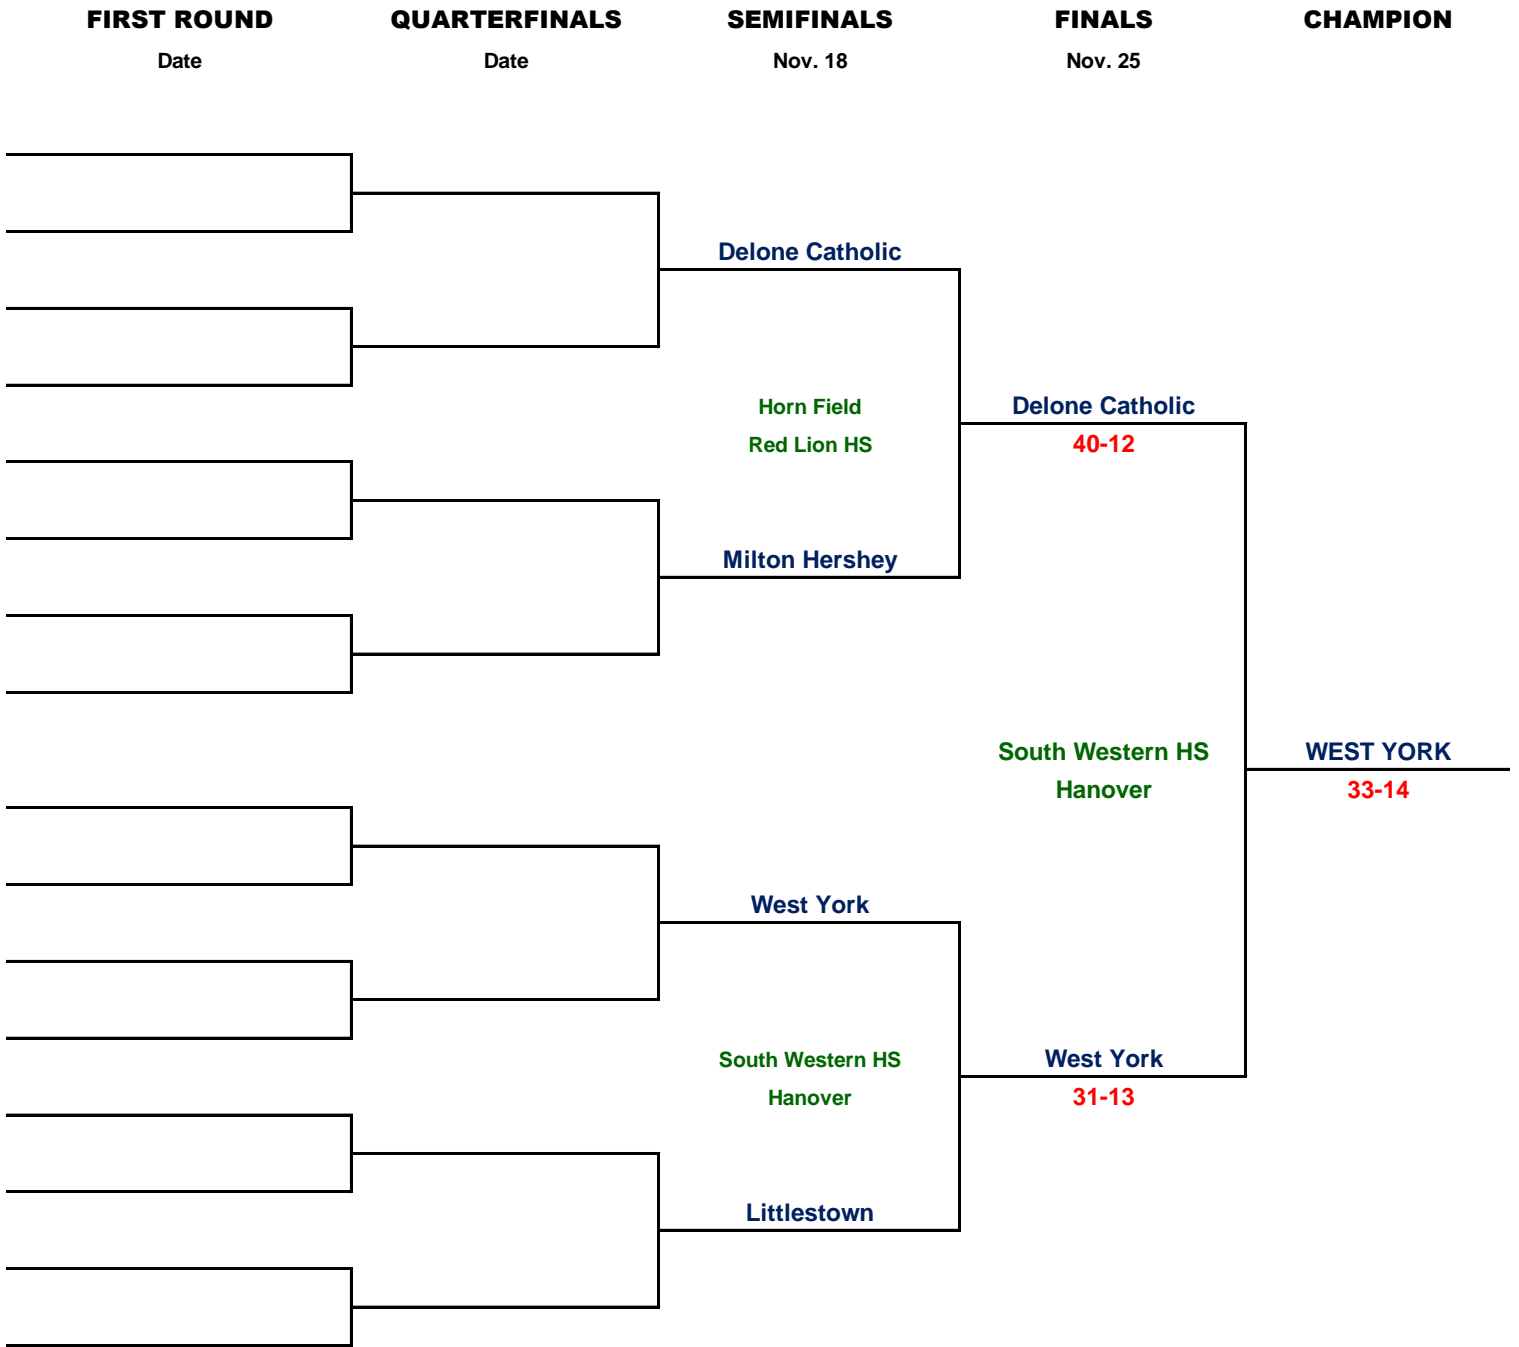 FIRST ROUND QUARTERFINALS SEMIFINALS FINALS CHAMPION
Date Date Nov. 18 Nov. 25
Delone Catholic
Horn Field
Red Lion HS
Delone Catholic
40-12
Milton Hershey
South Western HS
Hanover
WEST YORK
33-14
West York
South Western HS
Hanover
West York
31-13
Littlestown